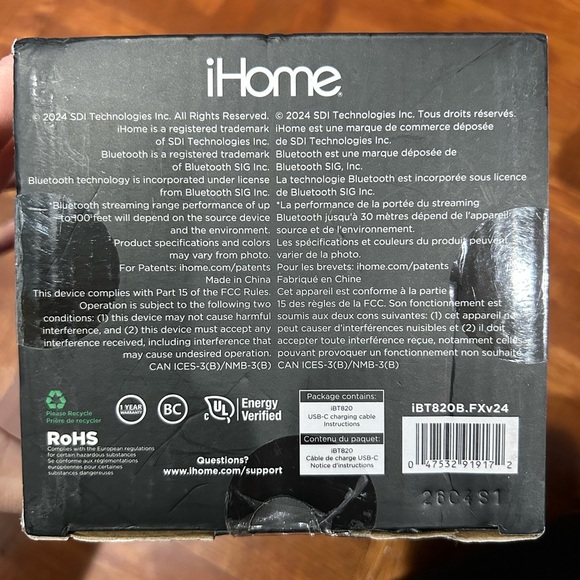 iHome
© 2024 SDI Technologies Inc. All Rights Reserved.
iHome is a registered trademark
of SDI Technologies Inc.
Bluetooth is a registered trademark
of Bluetooth SIG Inc.
Bluetooth technology is incorporated under license
from Bluetooth SIG Inc.
*Bluetooth streaming range performance of up
to 100 feet will depend on the source device
and the environment.
Product specifications and colors
may vary from photo.
For Patents: ihome.com/patents
Made in China
This device complies with Part 15 of the FCC Rules.
Operation is subject to the following two
conditions: (1) this device may not cause harmful
interference, and (2) this device must accept any
interference received, including interference that
may cause undesired operation.
CAN ICES-3(B)/NMB-3(B)
© 2024 SDI Technologies Inc. Tous droits réservés.
iHome est une marque de commerce déposée
de SDI Technologies Inc.
Bluetooth est une marque déposée de
Bluetooth, SIG, Inc.
La technologie Bluetooth est incorporée sous licence
de Bluetooth SIG Inc.
*La performance de la portée du streaming
Bluetooth jusqu'à 30 mètres dépend de l'appareil
source et de l'environnement.
Les spécifications et couleurs du produit peuvent
varier de la photo.
Pour les brevets: ihome.com/patents
Fabriqué en Chine
Cet appareil est conforme à la partie
15 des règles de la FCC. Son fonctionnement est
soumis aux deux cons suivantes: (1) cet appareil ne
peut causer d'interférences nuisibles et (2) il doit
accepter toute interférence reçue, notamment celles
pouvant provoquer un fonctionnement non souhaité.
CAN ICES-3(B)/NMB-3(B)
Please Recycle
Prière de recycler
RoHS
Complies with the European regulations
for certain hazardous substances
Se conforme aux réglementations
européennes pour certaines
substances dangereuses
1 YEAR
WARRANTY
BC
c UL US
Energy
Verified
Questions?
www.ihome.com/support
Package contains:
iBT820
USB-C charging cable
Instructions
Contenu du paquet:
iBT820
Câble de charge USB-C
Notice d'instructions
iBT820B.FXv24
0 47532 91917 2
26C4S1